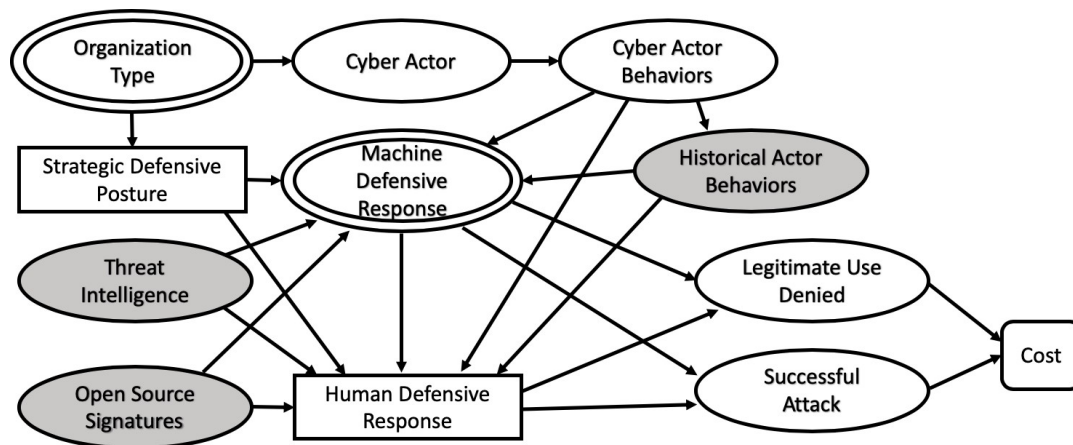 Organization
Type
Cyber Actor
Cyber Actor
Behaviors
Strategic Defensive
Posture
Machine
Defensive
Response
Historical Actor
Behaviors
Threat
Intelligence
Legitimate Use
Denied
Open Source
Signatures
Human Defensive
Response
Successful
Attack
Cost